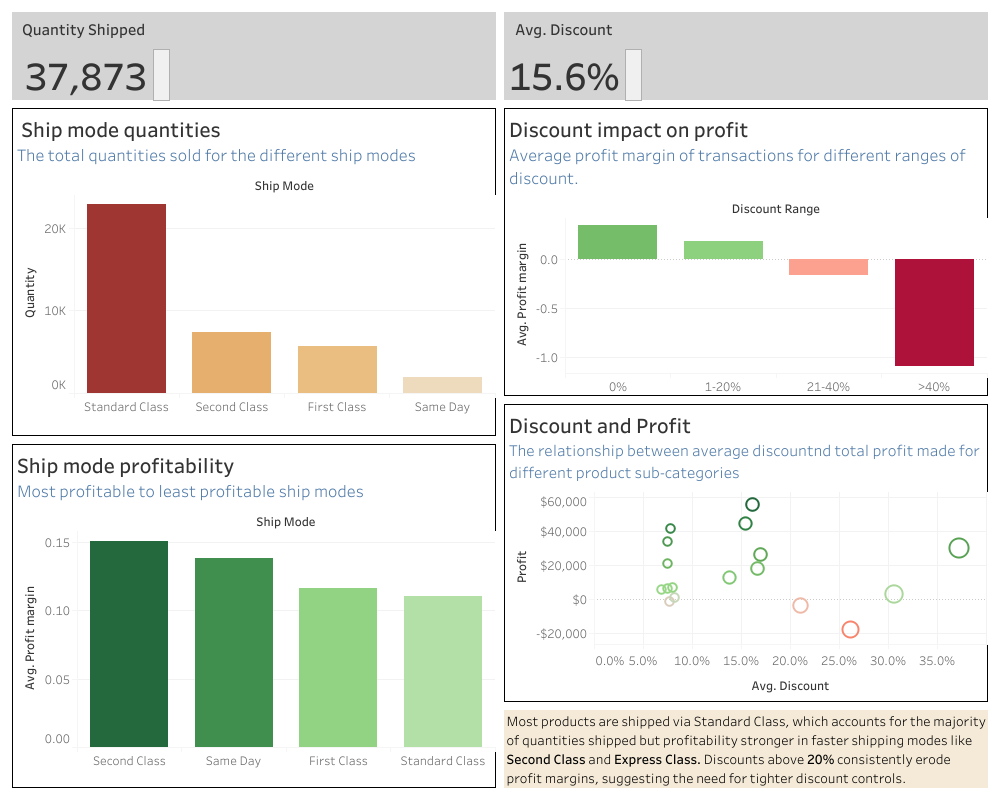 Quantity Shipped
37,873
Avg. Discount
15.6%
Ship mode quantities
The total quantities sold for the different ship modes
Ship Mode
20K
10K
0K
Quantity
Standard Class
Second Class
First Class
Same Day
Ship mode profitability
Most profitable to least profitable ship modes
Ship Mode
0.15
0.10
0.05
0.00
Avg. Profit margin
Second Class
Same Day
First Class
Standard Class
Discount impact on profit
Average profit margin of transactions for different ranges of
discount.
Discount Range
0.0
-0.5
-1.0
Avg. Profit margin
0%
1-20%
21-40%
>40%
Discount and Profit
The relationship between average discountnd total profit made for
different product sub-categories
$60,000
$40,000
$20,000
$0
-$20,000
Profit
0.0% 5.0%
10.0%
15.0%
20.0%
25.0%
30.0%
35.0%
Avg. Discount
Most products are shipped via Standard Class, which accounts for the majority
of quantities shipped but profitability stronger in faster shipping modes like
Second Class and Express Class. Discounts above 20% consistently erode
profit margins, suggesting the need for tighter discount controls.